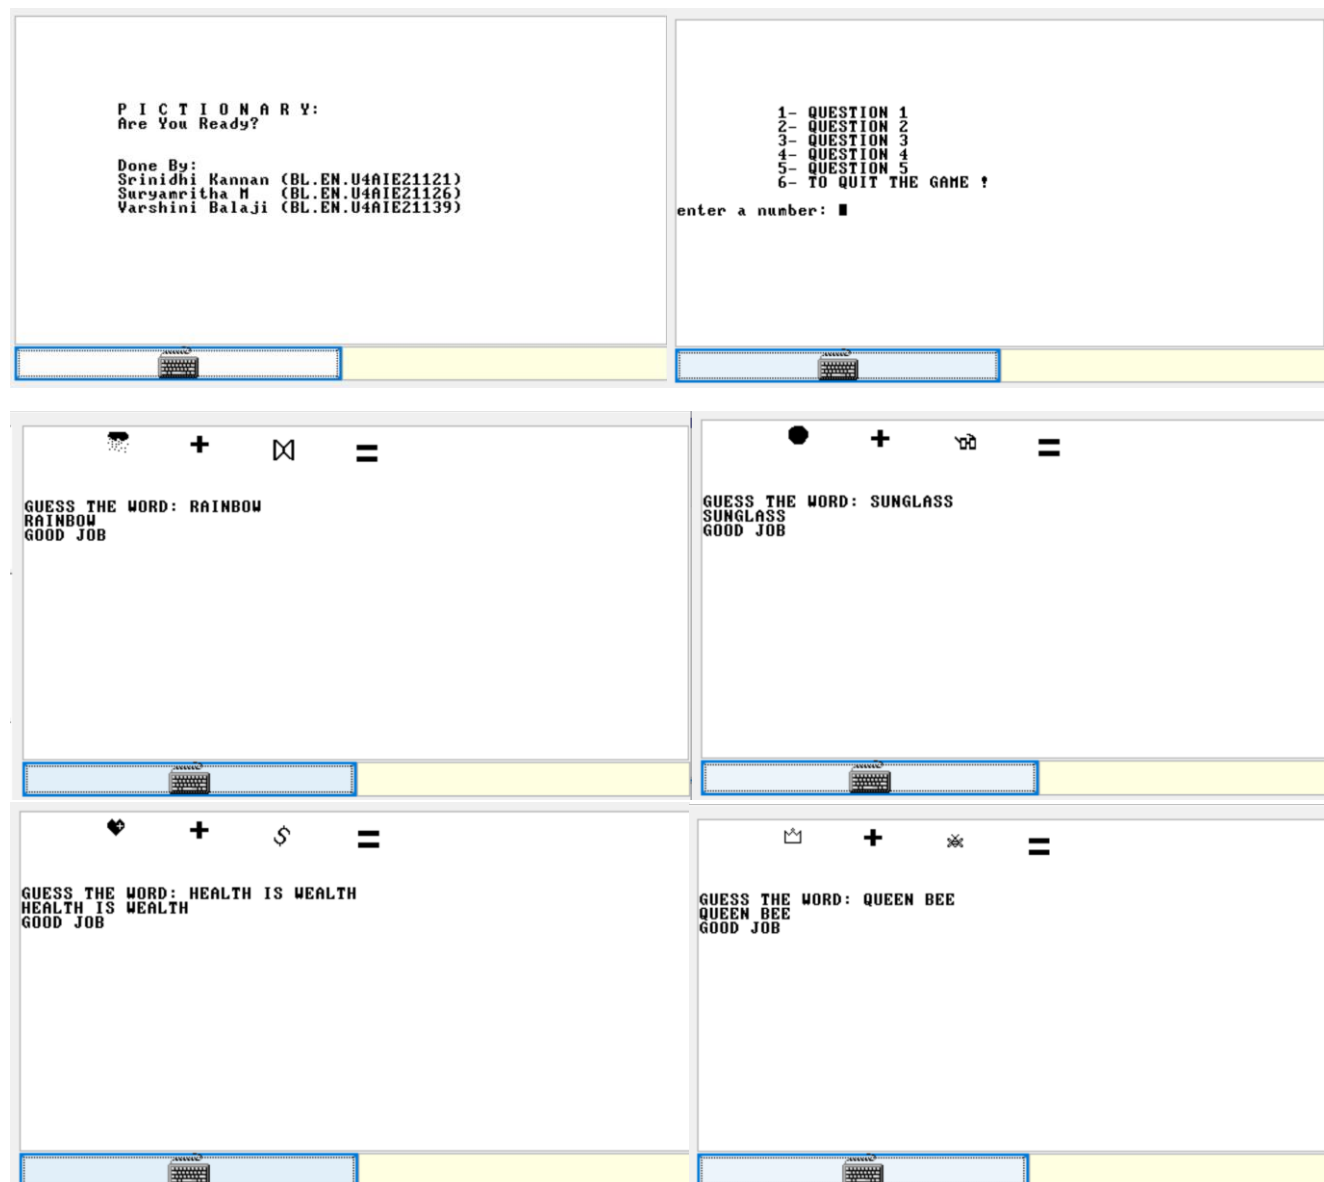 P I C T I O N A R Y:
Are You Ready?
Done By:
Srinidhi Kannan (BL.EN.U4AIE21121)
Suryamritha M (BL.EN.U4AIE21126)
Varshini Balaji (BL.EN.U4AIE21139)
1- QUESTION 1
2- QUESTION 2
3- QUESTION 3
4- QUESTION 4
5- QUESTION 5
6- TO QUIT THE GAME !
enter a number:
+ =
GUESS THE WORD: RAINBOW
RAINBOW
GOOD JOB
+ =
GUESS THE WORD: SUNGLASS
SUNGLASS
GOOD JOB
+ $ =
GUESS THE WORD: HEALTH IS WEALTH
HEALTH IS WEALTH
GOOD JOB
+ =
GUESS THE WORD: QUEEN BEE
QUEEN BEE
GOOD JOB